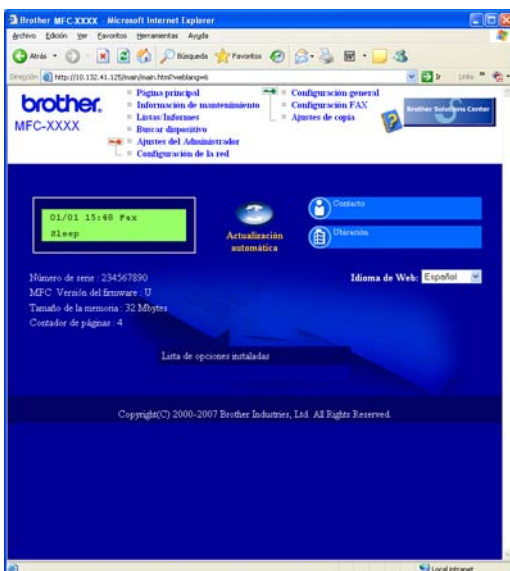 Brother MFC-XXXX - Microsoft Internet Explorer
Archivo Edición Ver Favoritos Herramientas Ayuda
Atrás Búsqueda Favoritos
Dirección http://10.132.41.125/main/main.html?weblang=6 Ir Links »
brother.
MFC-XXXX
Página principal
Información de mantenimiento
Listas/Informes
Buscar dispositivo
Ajustes del Administrador
Configuración de la red
Configuración general
Configuración FAX
Ajustes de copia
Brother Solutions Center
01/01 15:48 Fax
Sleep
Actualización
automática
Contacto
Ubicación
Número de serie : 234567890
MFC Versión del firmware : U
Tamaño de la memoria : 32 Mbytes
Contador de páginas : 4
Idioma de Web: Español
Lista de opciones instaladas
Copyright(C) 2000-2007 Brother Industries, Ltd. All Rights Reserved.
Local intranet